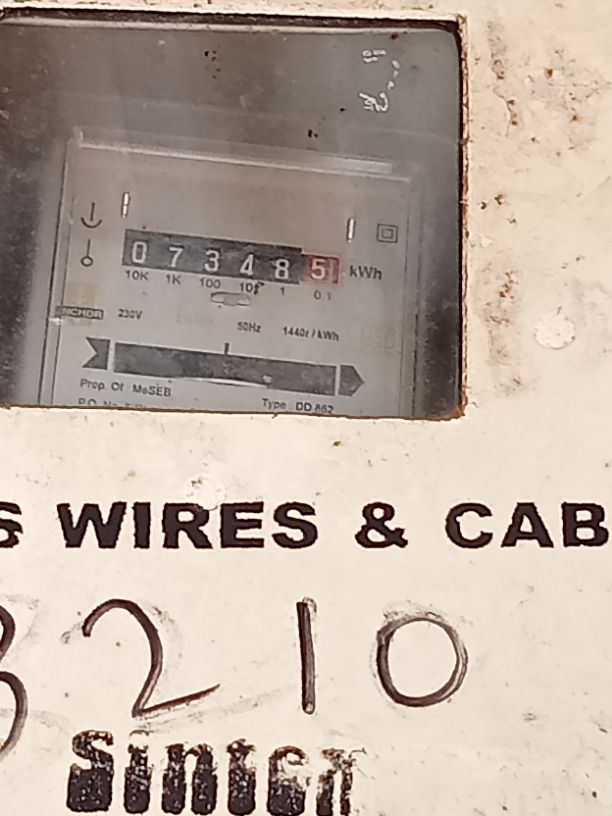 0 7 3 4 8 5 kWh
10K 1K 100 10 1 0.1
ANCHOR 230V 50Hz 1440r/kWh
Prop. Of : MeSEB
Type : DD 862
S WIRES & CAB
3210
Sintex